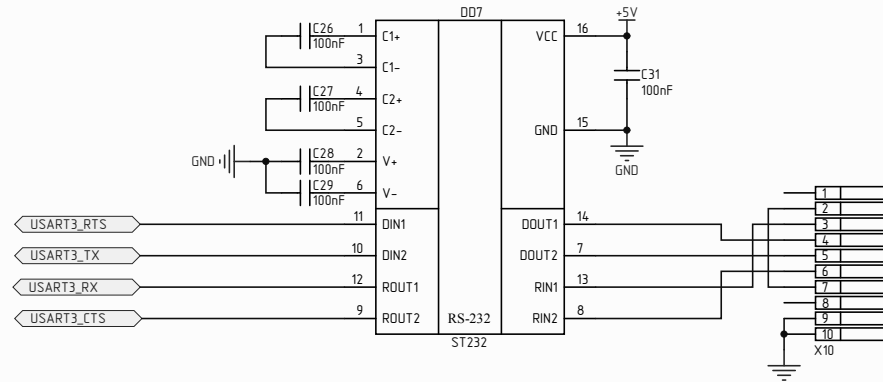 DD7
+5V
C26
100nF
1
C1+
VCC
16
3
C1-
C27
100nF
4
C2+
C31
100nF
5
C2-
GND
15
GND
C28
100nF
2
V+
GND
C29
100nF
6
V-
USART3_RTS
11
DIN1
DOUT1
14
USART3_TX
10
DIN2
DOUT2
7
USART3_RX
12
ROUT1
RIN1
13
USART3_CTS
9
ROUT2
RS-232
RIN2
8
ST232
1
2
3
4
5
6
7
8
9
10
X10